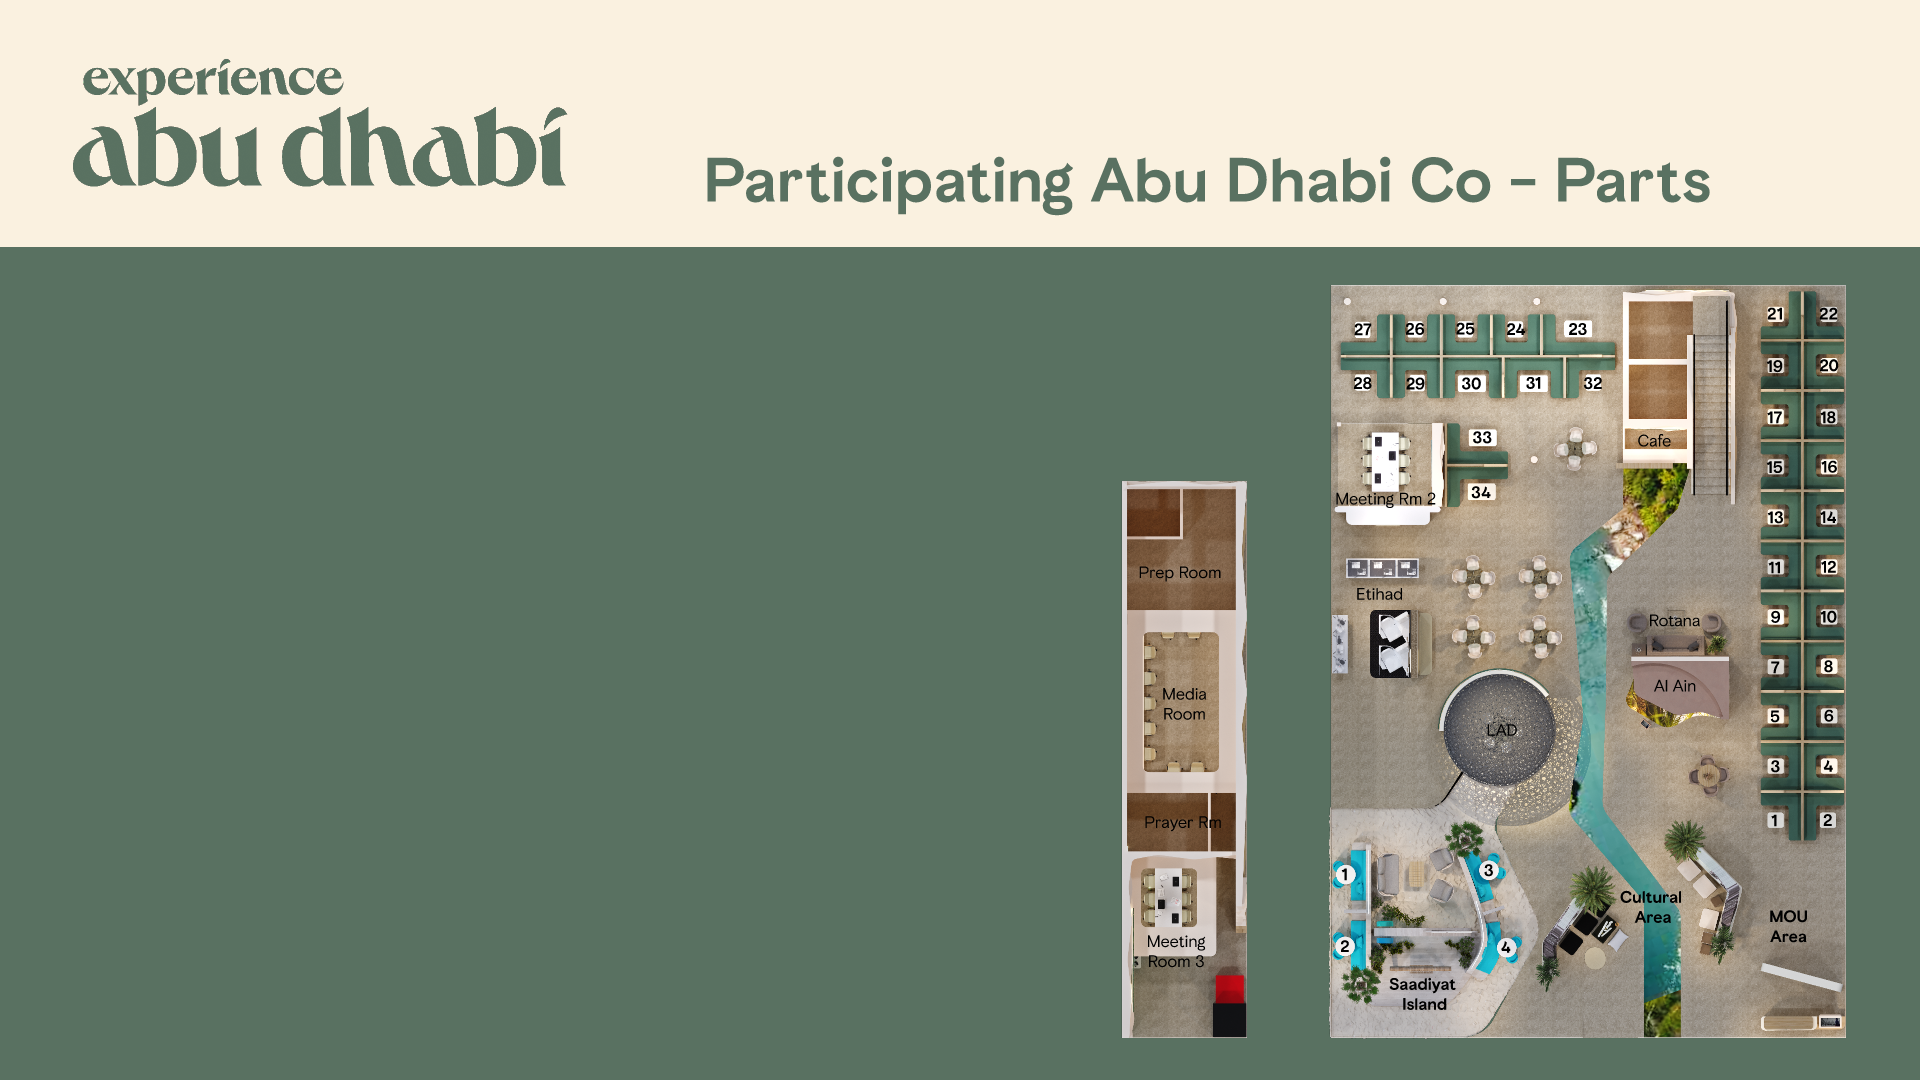 experíence
abu dhabí
Participating Abu Dhabi Co - Parts
27
26
25
24
23
28
29
30
31
32
33
34
Meeting Rm 2
Cafe
21
22
19
20
17
18
15
16
13
14
11
12
9
10
7
8
5
6
3
4
1
2
Etihad
Rotana
Al Ain
LAD
Prep Room
Media
Room
Prayer Rm
Meeting
Room 3
1
2
3
4
Saadiyat
Island
Cultural
Area
MOU
Area